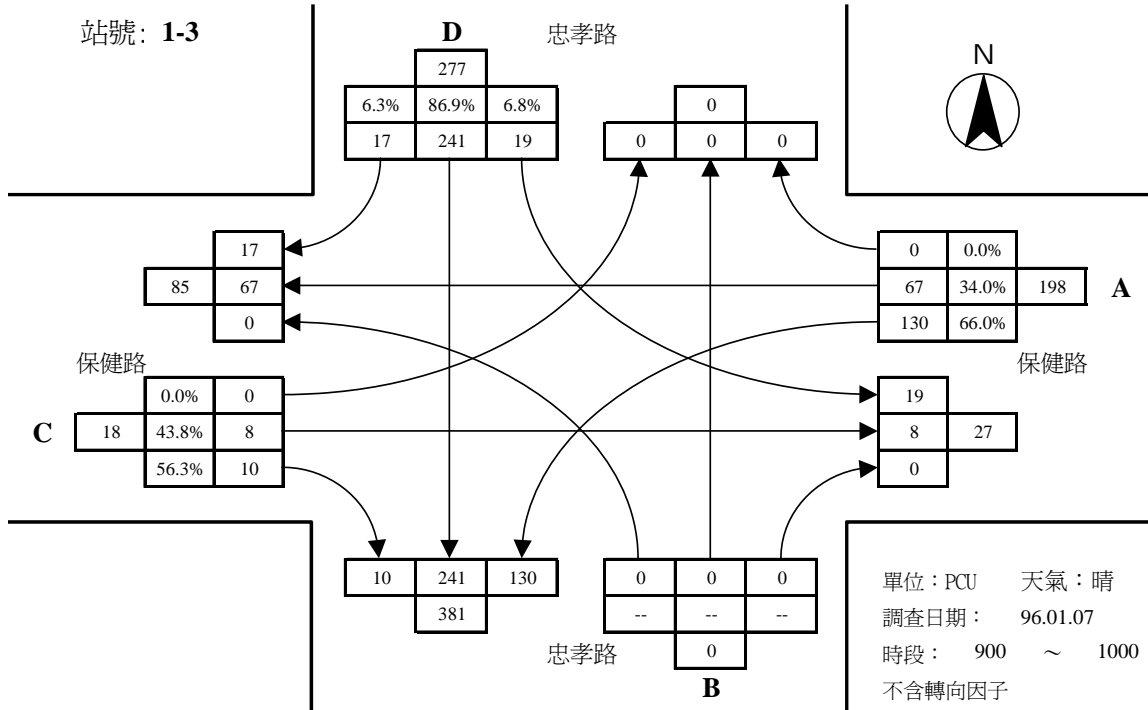 站號: 1-3
D
忠孝路
N
277
6.3% 86.9% 6.8%
17 241 19
0
0 0 0
17
85 67
0
0 0.0%
67 34.0% 198
130 66.0%
A
保健路
保健路
C
0.0% 0
18 43.8% 8
56.3% 10
19
8 27
0
10 241 130
381
0 0 0
-- -- --
0
忠孝路
B
單位：PCU 天氣：晴
調查日期： 96.01.07
時段： 900 ～ 1000
不含轉向因子